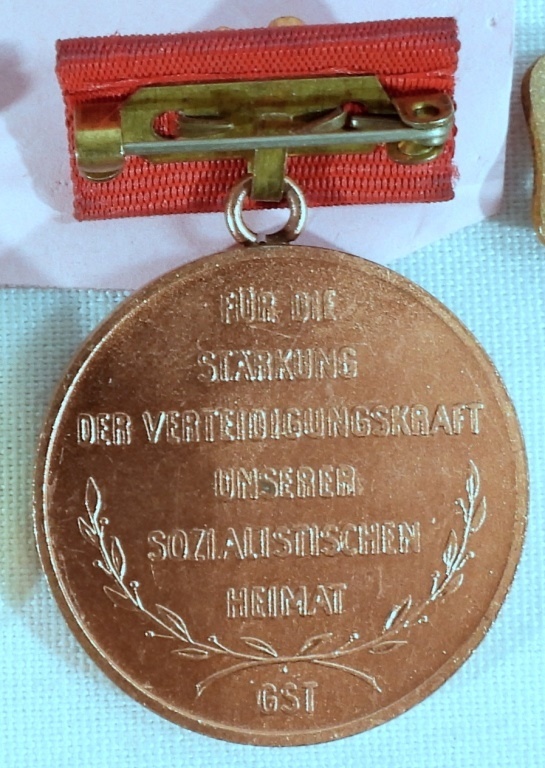 FÜR DIE
STÄRKUNG
DER VERTEIDIGUNGSKRAFT
UNSERER
SOZIALISTISCHEN
HEIMAT
GST